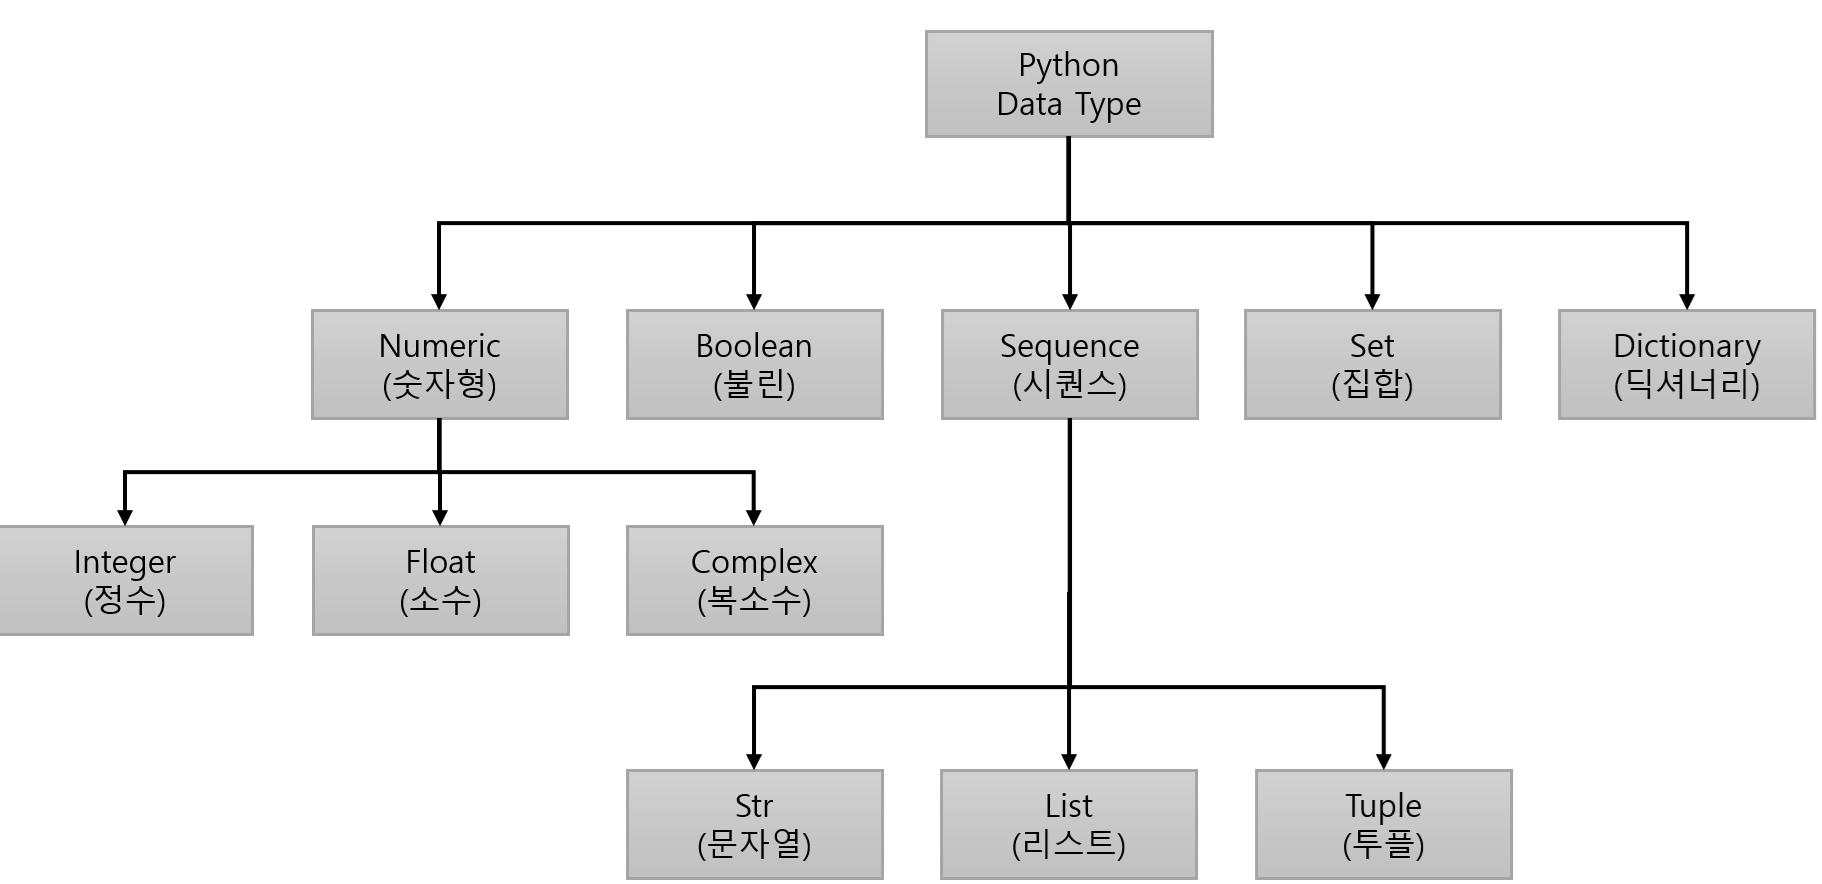 Python
Data Type
Numeric
(숫자형)
Boolean
(불린)
Sequence
(시퀀스)
Set
(집합)
Dictionary
(딕셔너리)
Integer
(정수)
Float
(소수)
Complex
(복소수)
Str
(문자열)
List
(리스트)
Tuple
(투플)